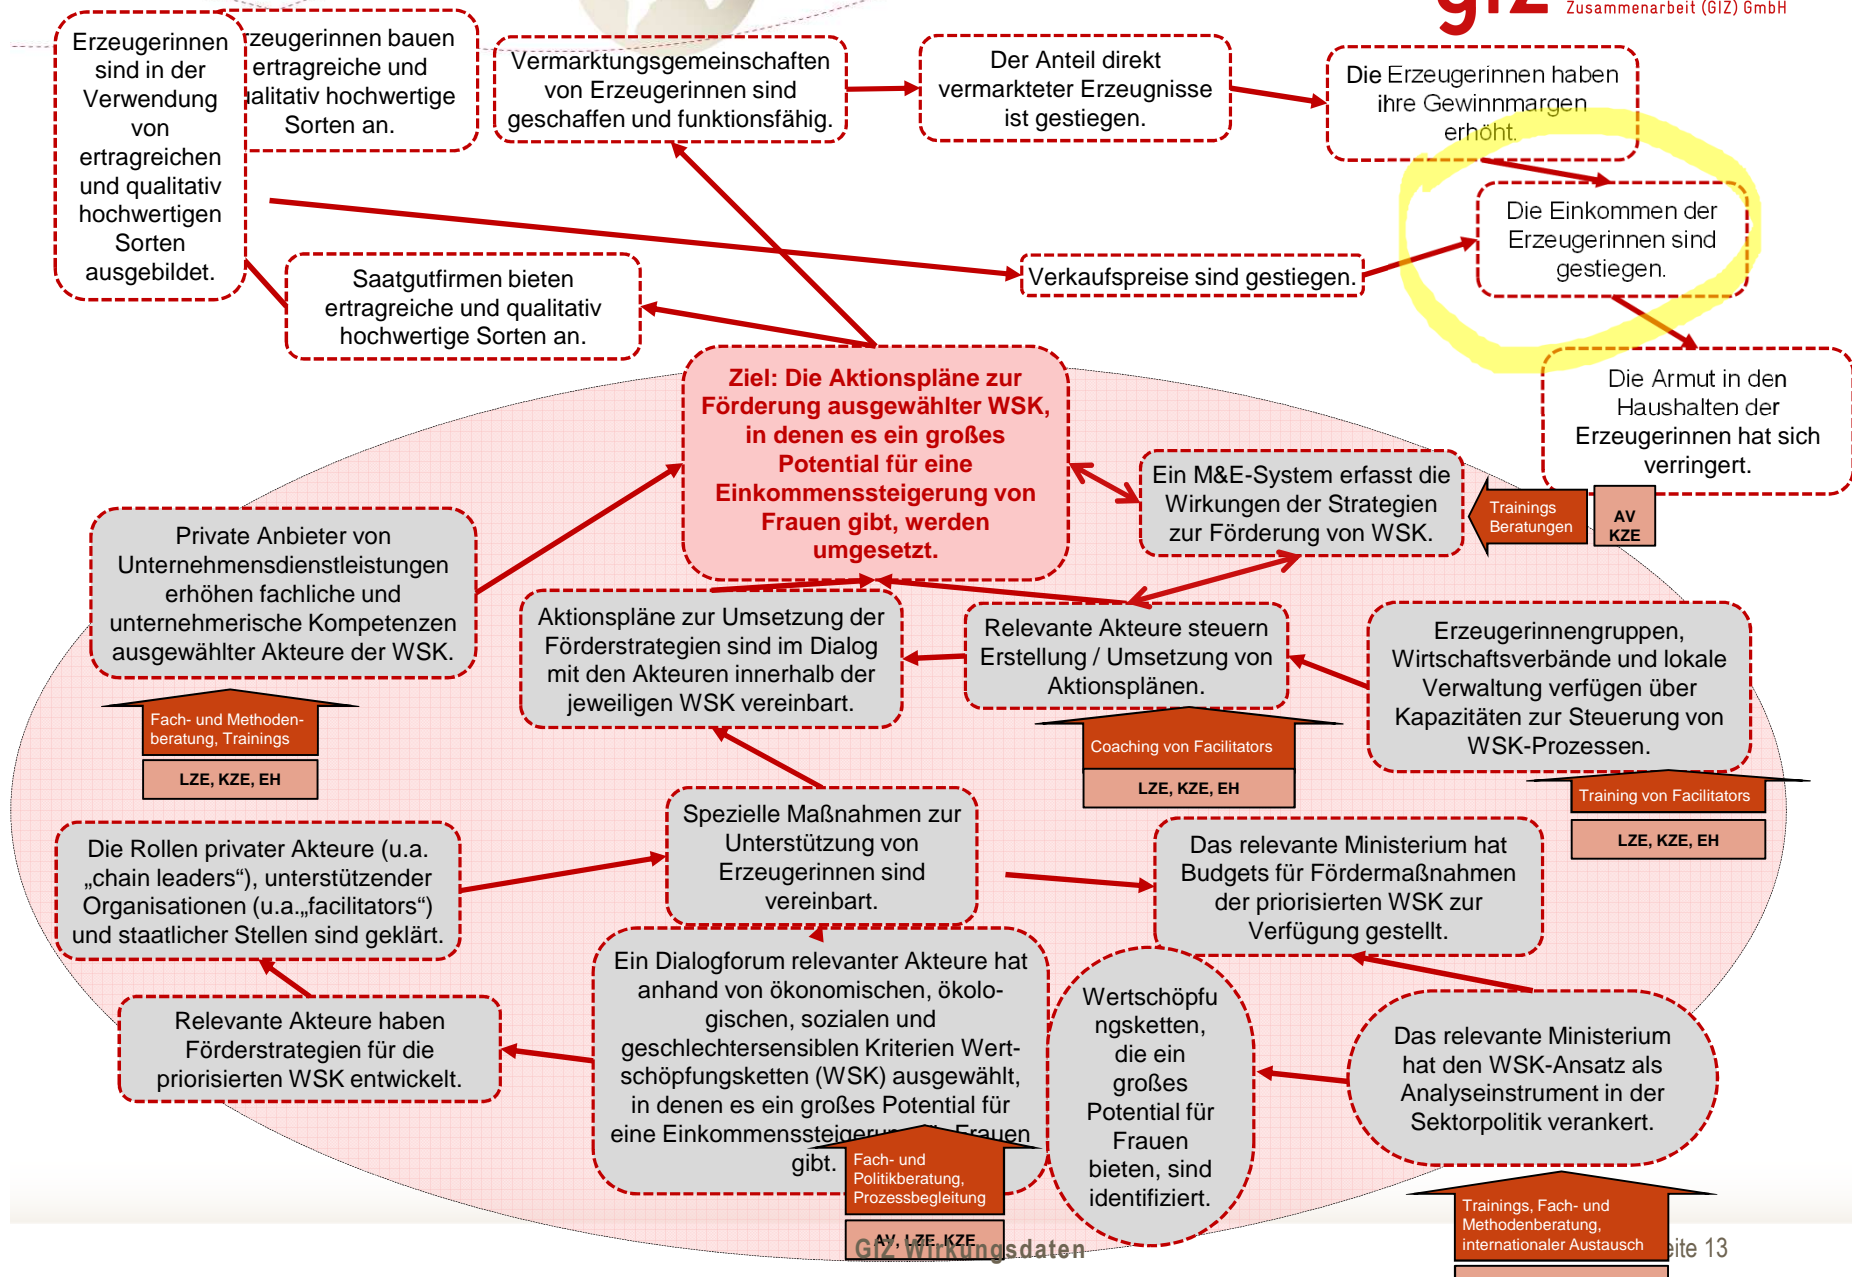 giz
Zusammenarbeit (GIZ) GmbH
Erzeugerinnen
sind in der
Verwendung
von
ertragreichen
und qualitativ
hochwertigen
Sorten
ausgebildet.
rzeugerinnen bauen
ertragreiche und
alitativ hochwertige
Sorten an.
Vermarktungsgemeinschaften
von Erzeugerinnen sind
geschaffen und funktionsfähig.
Der Anteil direkt
vermarkteter Erzeugnisse
ist gestiegen.
Die Erzeugerinnen haben
ihre Gewinnmargen
erhöht.
Die Einkommen der
Erzeugerinnen sind
gestiegen.
Verkaufspreise sind gestiegen.
Saatgutfirmen bieten
ertragreiche und qualitativ
hochwertige Sorten an.
Die Armut in den
Haushalten der
Erzeugerinnen hat sich
verringert.
Ziel: Die Aktionspläne zur
Förderung ausgewählter WSK,
in denen es ein großes
Potential für eine
Einkommenssteigerung von
Frauen gibt, werden
umgesetzt.
Ein M&E-System erfasst die
Wirkungen der Strategien
zur Förderung von WSK.
Trainings
Beratungen
AV
KZE
Private Anbieter von
Unternehmensdienstleistungen
erhöhen fachliche und
unternehmerische Kompetenzen
ausgewählter Akteure der WSK.
Fach- und Methoden-
beratung, Trainings
LZE, KZE, EH
Aktionspläne zur Umsetzung der
Förderstrategien sind im Dialog
mit den Akteuren innerhalb der
jeweiligen WSK vereinbart.
Relevante Akteure steuern
Erstellung / Umsetzung von
Aktionsplänen.
Coaching von Facilitators
LZE, KZE, EH
Erzeugerinnengruppen,
Wirtschaftsverbände und lokale
Verwaltung verfügen über
Kapazitäten zur Steuerung von
WSK-Prozessen.
Training von Facilitators
LZE, KZE, EH
Die Rollen privater Akteure (u.a.
„chain leaders“), unterstützender
Organisationen (u.a.„facilitators“)
und staatlicher Stellen sind geklärt.
Spezielle Maßnahmen zur
Unterstützung von
Erzeugerinnen sind
vereinbart.
Das relevante Ministerium hat
Budgets für Fördermaßnahmen
der priorisierten WSK zur
Verfügung gestellt.
Relevante Akteure haben
Förderstrategien für die
priorisierten WSK entwickelt.
Ein Dialogforum relevanter Akteure hat
anhand von ökonomischen, ökolo-
gischen, sozialen und
geschlechtersensiblen Kriterien Wert-
schöpfungsketten (WSK) ausgewählt,
in denen es ein großes Potential für
eine Einkommenssteigerun Frauen
gibt.
Fach- und
Politikberatung,
Prozessbegleitung
AV, LZE, KZE
Wertschöpfu
ngsketten,
die ein
großes
Potential für
Frauen
bieten, sind
identifiziert.
Das relevante Ministerium
hat den WSK-Ansatz als
Analyseinstrument in der
Sektorpolitik verankert.
Trainings, Fach- und
Methodenberatung,
internationaler Austausch
GIZ Wirkungsdaten
eite 13